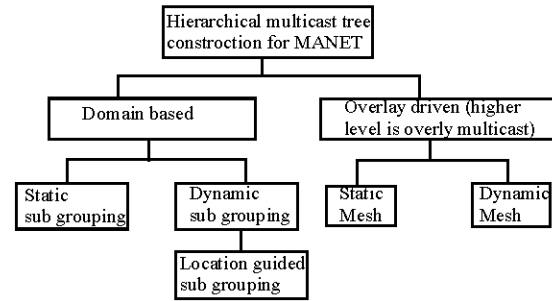 Hierarchical multicast tree
constroction for MANET
Domain based
Overlay driven (higher
level is overly multicast)
Static
sub grouping
Dynamic
sub grouping
Static
Mesh
Dynamic
Mesh
Location guided
sub grouping